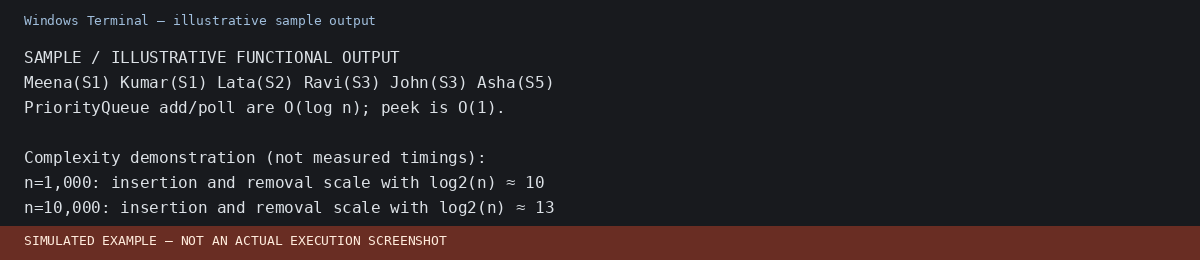 Windows Terminal — illustrative sample output
SAMPLE / ILLUSTRATIVE FUNCTIONAL OUTPUT
Meena(S1) Kumar(S1) Lata(S2) Ravi(S3) John(S3) Asha(S5)
PriorityQueue add/poll are O(log n); peek is O(1).
Complexity demonstration (not measured timings):
n=1,000: insertion and removal scale with log2(n) ≈ 10
n=10,000: insertion and removal scale with log2(n) ≈ 13
SIMULATED EXAMPLE — NOT AN ACTUAL EXECUTION SCREENSHOT